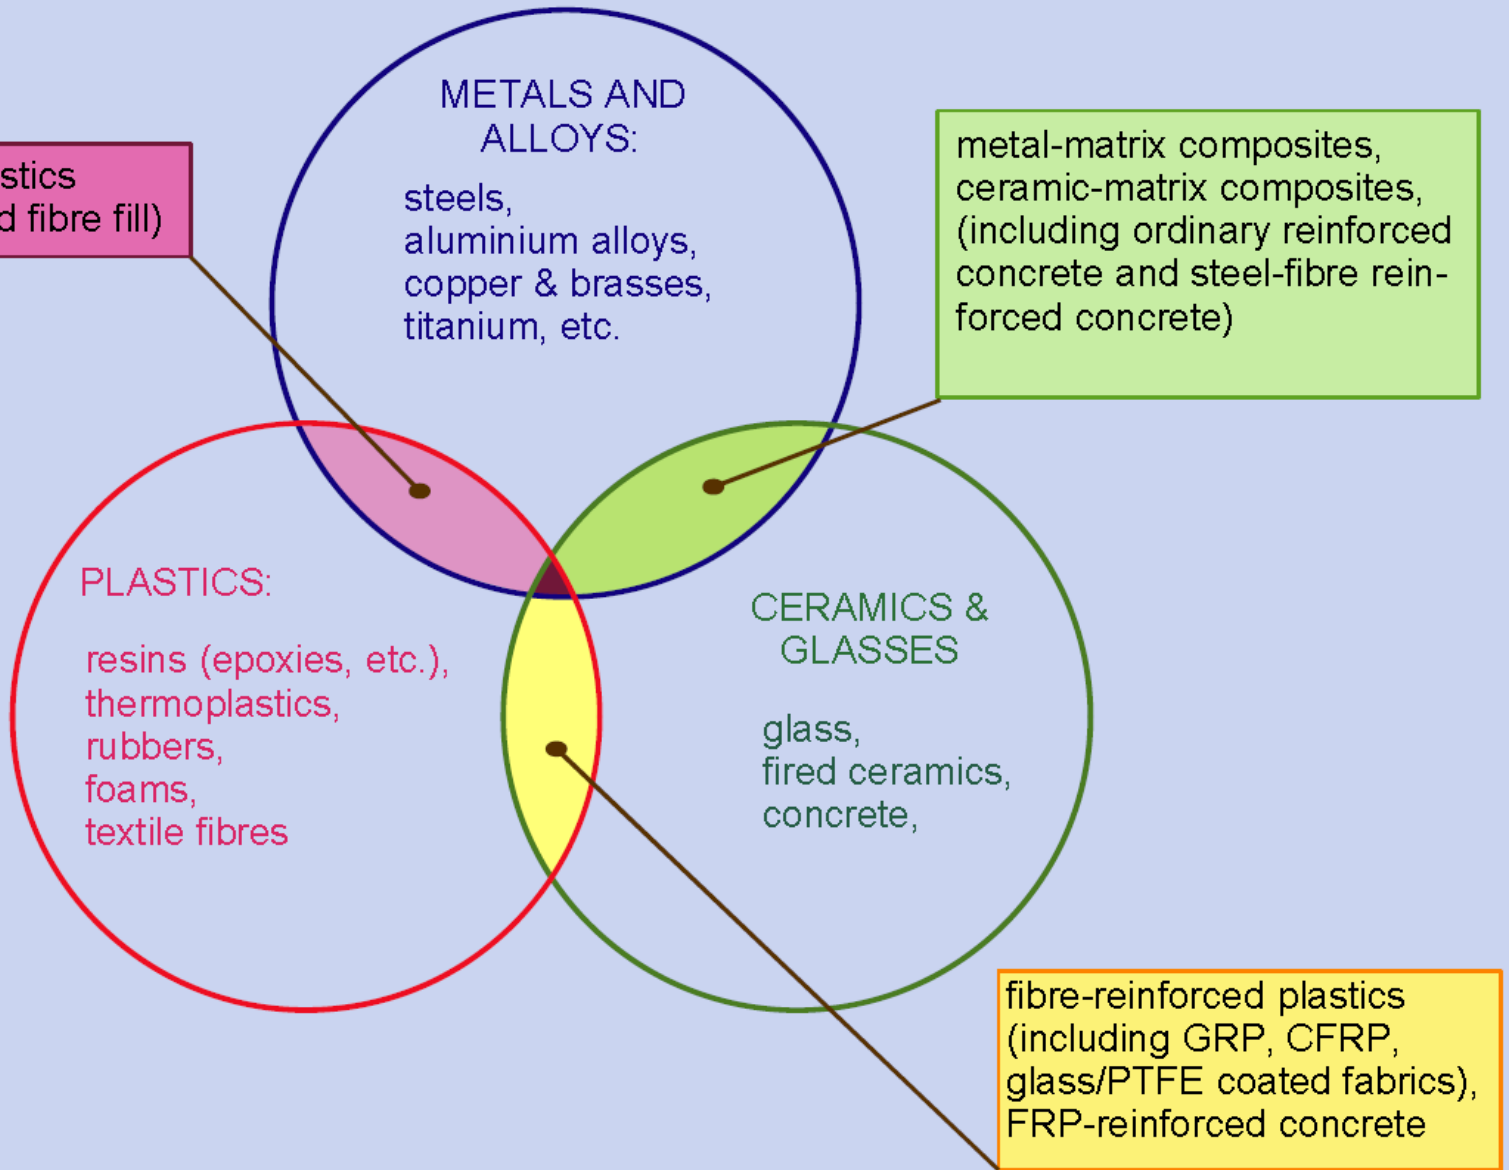 METALS AND
ALLOYS:
steels,
aluminium alloys,
copper & brasses,
titanium, etc.
stics
d fibre fill)
metal-matrix composites,
ceramic-matrix composites,
(including ordinary reinforced
concrete and steel-fibre rein-
forced concrete)
PLASTICS:
resins (epoxies, etc.),
thermoplastics,
rubbers,
foams,
textile fibres
CERAMICS &
GLASSES
glass,
fired ceramics,
concrete,
fibre-reinforced plastics
(including GRP, CFRP,
glass/PTFE coated fabrics),
FRP-reinforced concrete